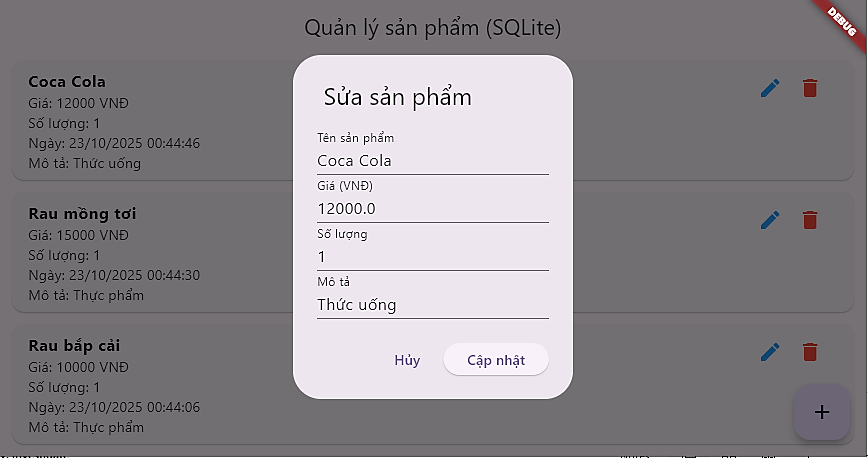 Quản lý sản phẩm (SQLite)
DEBUG
Coca Cola
Giá: 12000 VNĐ
Số lượng: 1
Ngày: 23/10/2025 00:44:46
Mô tả: Thức uống
Rau mồng tơi
Giá: 15000 VNĐ
Số lượng: 1
Ngày: 23/10/2025 00:44:30
Mô tả: Thực phẩm
Rau bắp cải
Giá: 10000 VNĐ
Số lượng: 1
Ngày: 23/10/2025 00:44:06
Mô tả: Thực phẩm
Sửa sản phẩm
Tên sản phẩm
Coca Cola
Giá (VNĐ)
12000.0
Số lượng
1
Mô tả
Thức uống
Hủy
Cập nhật